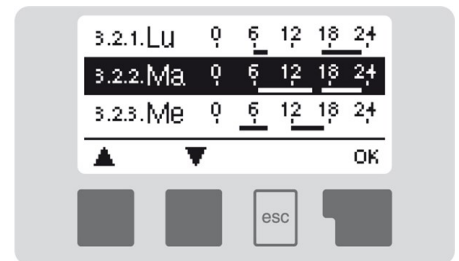 3.2.1.Lu 0 6 12 18 24
3.2.2.Ma 0 6 12 18 24
3.2.3.Me 0 6 12 18 24
▲ ▼ OK
esc